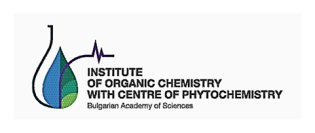 INSTITUTE
OF ORGANIC CHEMISTRY
WITH CENTRE OF PHYTOCHEMISTRY
Bulgarian Academy of Sciences